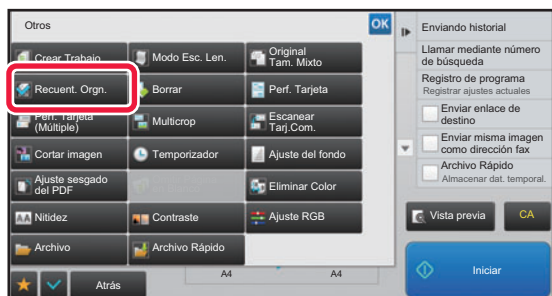 Otros
OK
Crear Trabajo
Modo Esc. Len.
Original
Tam. Mixto
Recuent. Orgn.
Borrar
Perf. Tarjeta
Perf. Tarjeta
(Múltiple)
Multicrop
Escanear
Tarj.Com.
Cortar imagen
Temporizador
Ajuste del fondo
Ajuste sesgado
del PDF
Eliminar Color
Nitidez
Contraste
Ajuste RGB
Archivo
Archivo Rápido
Atrás
A4
A4
Enviando historial
Llamar mediante número
de búsqueda
Registro de programa
Registrar ajustes actuales
Enviar enlace de
destino
Enviar misma imagen
como dirección fax
Archivo Rápido
Almacenar dat. temporal.
Vista previa
CA
Iniciar